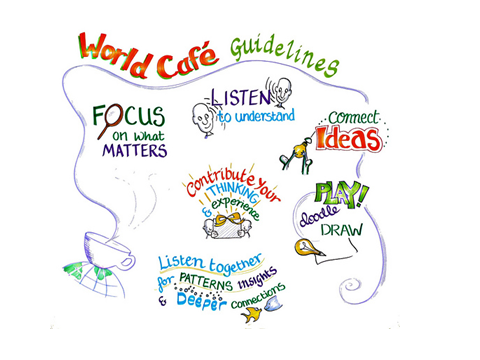 World Café Guidelines
FOCUS
on what
MATTERS
LISTEN
to understand
CONNECT
Ideas
Contribute Your
THINKING
& experience
PLAY!
doodle
DRAW
Listen together
for PATTERNS INSIGHTS
& Deeper connections